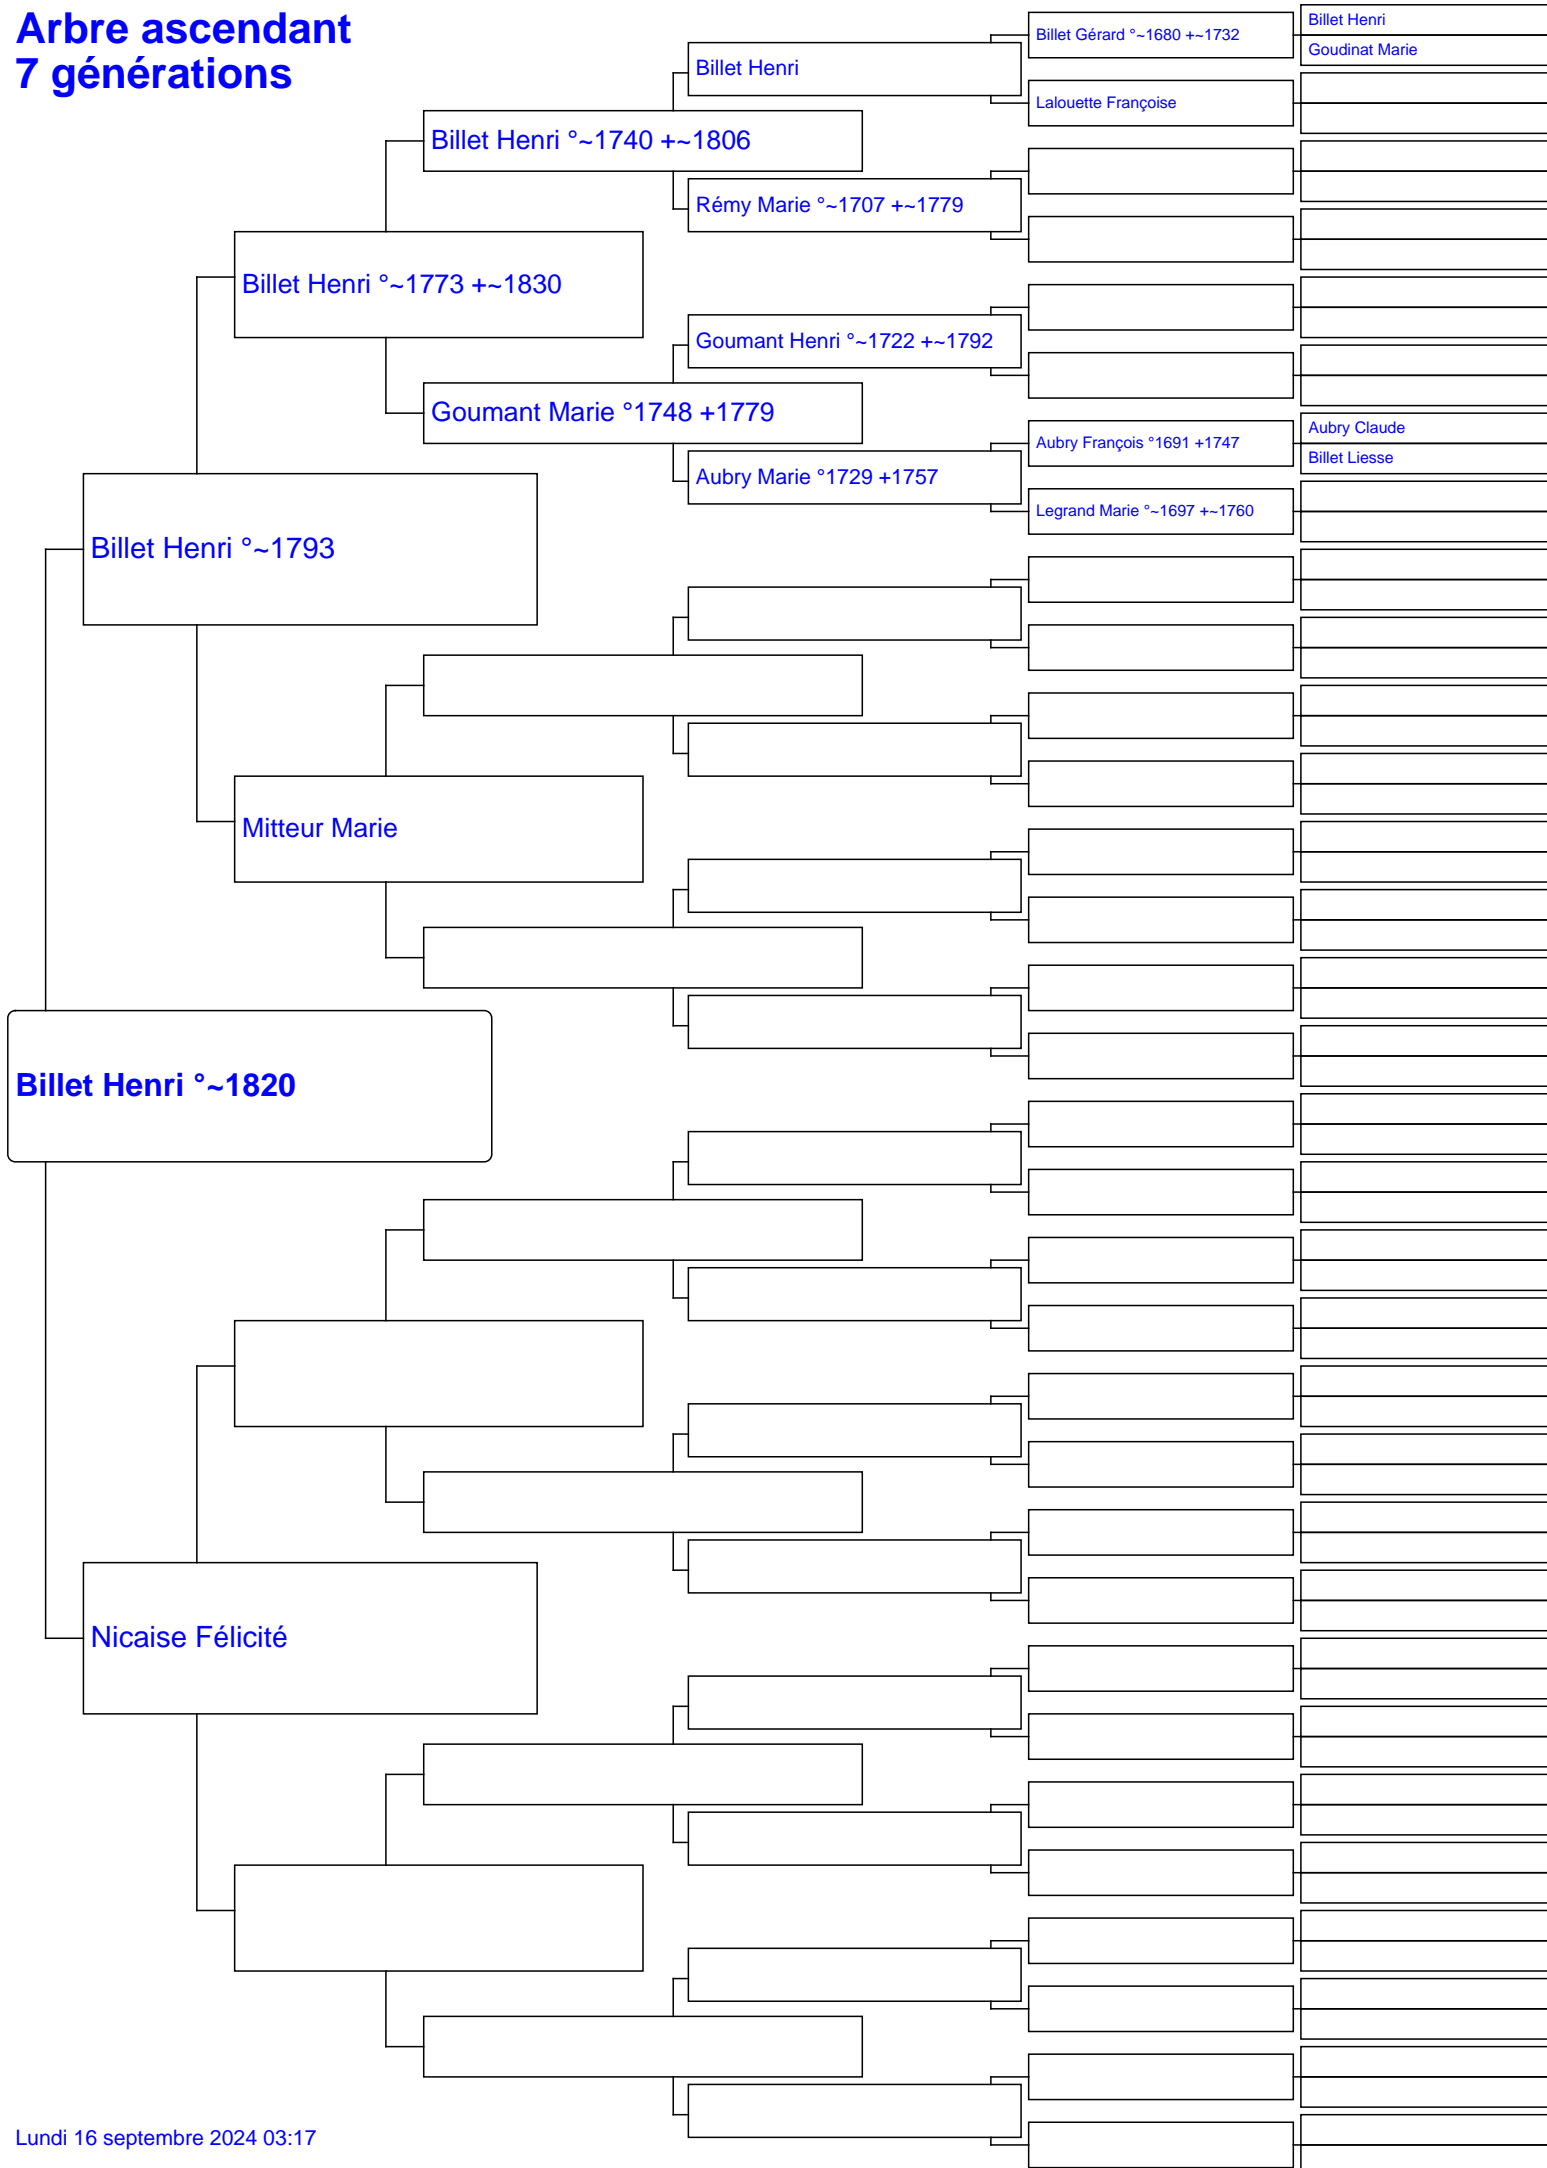 Arbre ascendant
7 générations
Billet Gérard °~1680 +~1732
Billet Henri
Goudinat Marie
Billet Henri
Lalouette Françoise
Billet Henri °~1740 +~1806
Rémy Marie °~1707 +~1779
Billet Henri °~1773 +~1830
Goumant Henri °~1722 +~1792
Goumant Marie °1748 +1779
Aubry François °1691 +1747
Aubry Claude
Billet Liesse
Aubry Marie °1729 +1757
Legrand Marie °~1697 +~1760
Billet Henri °~1793
Mitteur Marie
Billet Henri °~1820
Nicaise Félicité
Lundi 16 septembre 2024 03:17